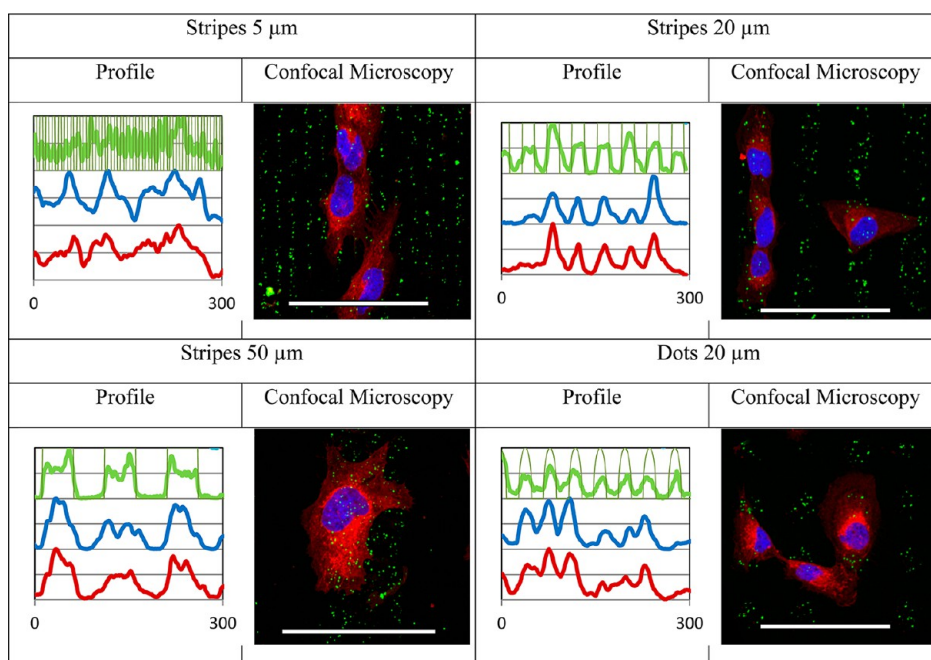 Stripes 5 µm Stripes 20 µm
Profile Confocal Microscopy Profile Confocal Microscopy
0 300 0 300
Stripes 50 µm Dots 20 µm
Profile Confocal Microscopy Profile Confocal Microscopy
0 300 0 300